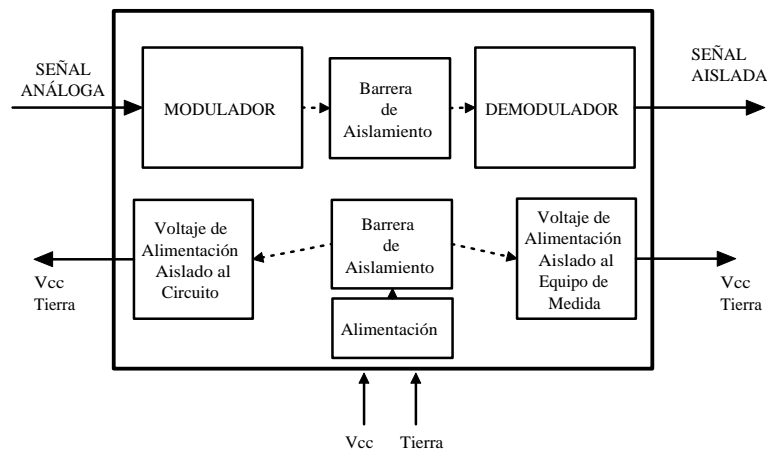 SEÑAL
ANÁLOGA
MODULADOR
Barrera
de
Aislamiento
DEMODULADOR
SEÑAL
AISLADA
Voltaje de
Alimentación
Aislado al
Circuito
Barrera
de
Aislamiento
Voltaje de
Alimentación
Aislado al
Equipo de
Medida
Vcc
Tierra
Alimentación
Vcc
Tierra
Vcc
Tierra